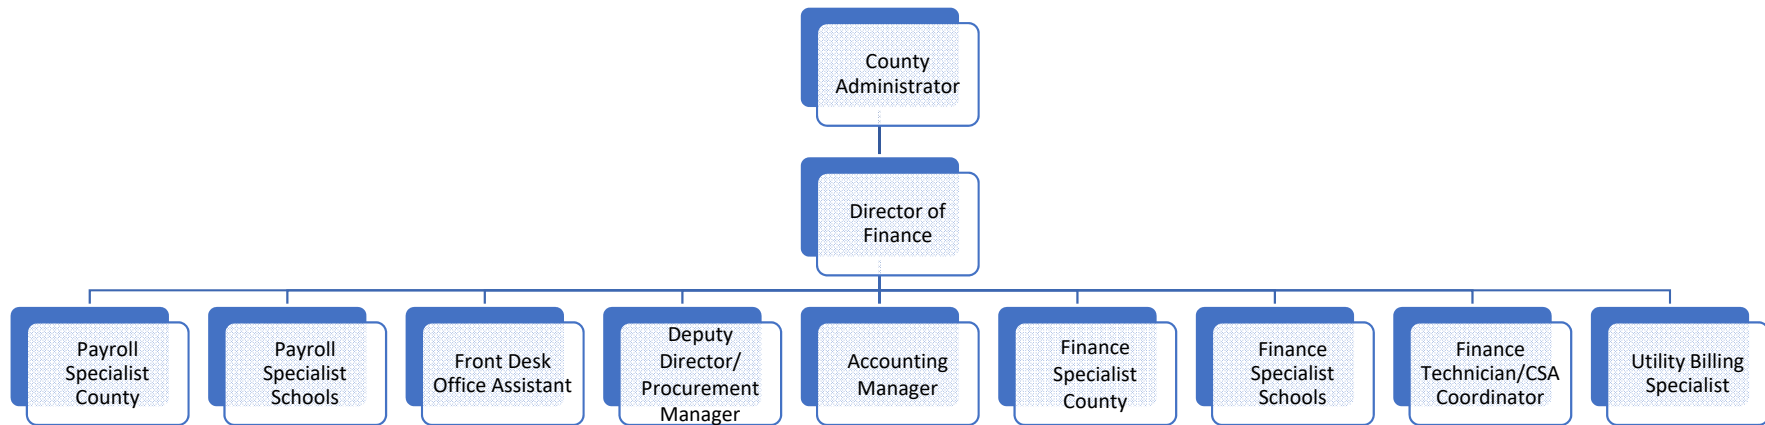 County
Administrator
Director of
Finance
Payroll
Specialist
County
Payroll
Specialist
Schools
Front Desk
Office Assistant
Deputy
Director/
Procurement
Manager
Accounting
Manager
Finance
Specialist
County
Finance
Specialist
Schools
Finance
Technician/CSA
Coordinator
Utility Billing
Specialist